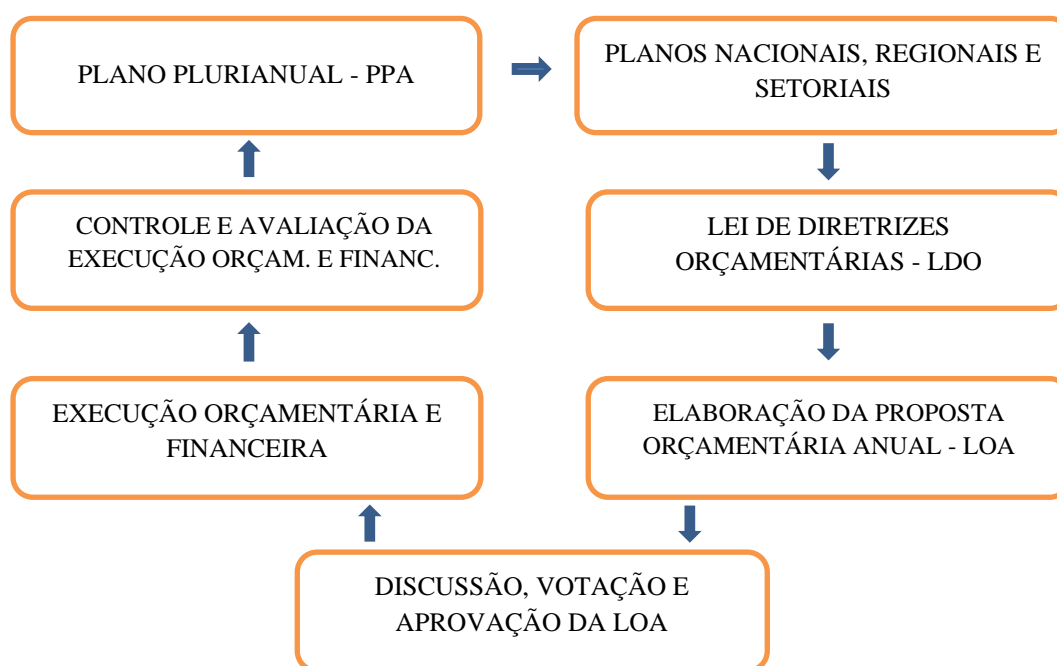 PLANO PLURIANUAL - PPA
PLANOS NACIONAIS, REGIONAIS E
SETORIAIS
CONTROLE E AVALIAÇÃO DA
EXECUÇÃO ORÇAM. E FINANC.
LEI DE DIRETRIZES
ORÇAMENTÁRIAS - LDO
EXECUÇÃO ORÇAMENTÁRIA E
FINANCEIRA
ELABORAÇÃO DA PROPOSTA
ORÇAMENTÁRIA ANUAL - LOA
DISCUSSÃO, VOTAÇÃO E
APROVAÇÃO DA LOA